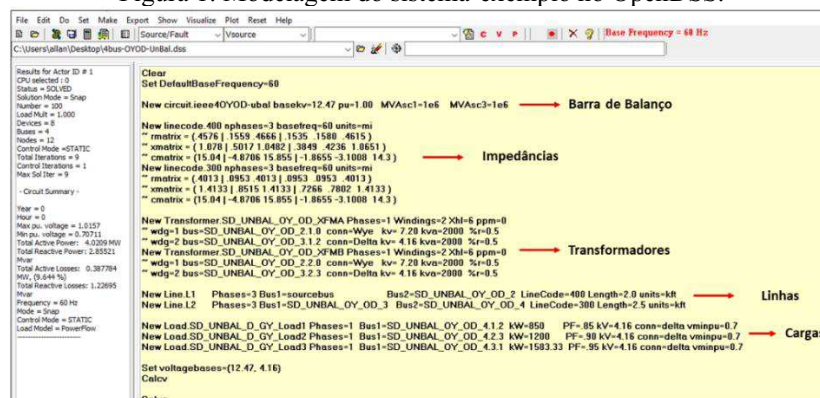 Figura 1. Modelagem do sistema-exemplo no OpenDSS.
File Edit Do Set Make Export Show Visualize Plot Reset Help
Source/Fault Vsource C V P Base Frequency = 60 Hz
C:\Users\allan\Desktop\4bus-OYOD-UnBal.dss
Results for Actor ID # 1
CPU selected : 0
Status = SOLVED
Solution Mode = Snap
Number = 100
Load Mult = 1.000
Devices = 8
Buses = 4
Nodes = 12
Control Mode =STATIC
Total Iterations = 9
Control Iterations = 1
Max Sol Iter = 9
- Circuit Summary -
Year = 0
Hour = 0
Max pu. voltage = 1.0157
Min pu. voltage = 0.70711
Total Active Power: 4.0209 MW
Total Reactive Power: 2.85521
Mvar
Total Active Losses: 0.387784
MW, (9.644 %)
Total Reactive Losses: 1.22695
Mvar
Frequency = 60 Hz
Mode = Snap
Control Mode = STATIC
Load Model = PowerFlow
Clear
Set DefaultBaseFrequency=60
New circuit.ieee4OYOD-ubal basekv=12.47 pu=1.00 MVAsc1=1e6 MVAsc3=1e6
Barra de Balanço
New linecode.400 nphases=3 basefreq=60 units=mi
~ rmatrix = (.4576 | .1559 .4666 | .1535 .1580 .4615 )
~ xmatrix = (1.078 | .5017 1.0482 | .3849 .4236 1.0651 )
~ cmatrix = (15.04 | -4.8706 15.855 | -1.8655 -3.1008 14.3 )
Impedâncias
New linecode.300 nphases=3 basefreq=60 units=mi
~ rmatrix = (.4013 | .0953 .4013 | .0953 .0953 .4013 )
~ xmatrix = (1.4133 | .8515 1.4133 | .7266 .7802 1.4133 )
~ cmatrix = (15.04 | -4.8706 15.855 | -1.8655 -3.1008 14.3 )
New Transformer.SD_UNBAL_OY_OD_XFMA Phases=1 Windings=2 Xhl=6 ppm=0
~ wdg=1 bus=SD_UNBAL_OY_OD_2.1.0 conn=Wye kv= 7.20 kva=2000 %r=0.5
~ wdg=2 bus=SD_UNBAL_OY_OD_3.1.2 conn=Delta kv= 4.16 kva=2000 %r=0.5
New Transformer.SD_UNBAL_OY_OD_XFMB Phases=1 Windings=2 Xhl=6 ppm=0
Transformadores
~ wdg=1 bus=SD_UNBAL_OY_OD_2.2.0 conn=Wye kv= 7.20 kva=2000 %r=0.5
~ wdg=2 bus=SD_UNBAL_OY_OD_3.2.3 conn=Delta kv= 4.16 kva=2000 %r=0.5
New Line.L1 Phases=3 Bus1=sourcebus Bus2=SD_UNBAL_OY_OD_2 LineCode=400 Length=2.0 units=kft
Linhas
New Line.L2 Phases=3 Bus1=SD_UNBAL_OY_OD_3 Bus2=SD_UNBAL_OY_OD_4 LineCode=300 Length=2.5 units=kft
New Load.SD_UNBAL_D_GY_Load1 Phases=1 Bus1=SD_UNBAL_OY_OD_4.1.2 kW=850 PF=.85 kV=4.16 conn=delta vminpu=0.7
New Load.SD_UNBAL_D_GY_Load2 Phases=1 Bus1=SD_UNBAL_OY_OD_4.2.3 kW=1200 PF=.90 kV=4.16 conn=delta vminpu=0.7
Cargas
New Load.SD_UNBAL_D_GY_Load3 Phases=1 Bus1=SD_UNBAL_OY_OD_4.3.1 kW=1583.33 PF=.95 kV=4.16 conn=delta vminpu=0.7
Set voltagebases=(12.47, 4.16)
Calcv